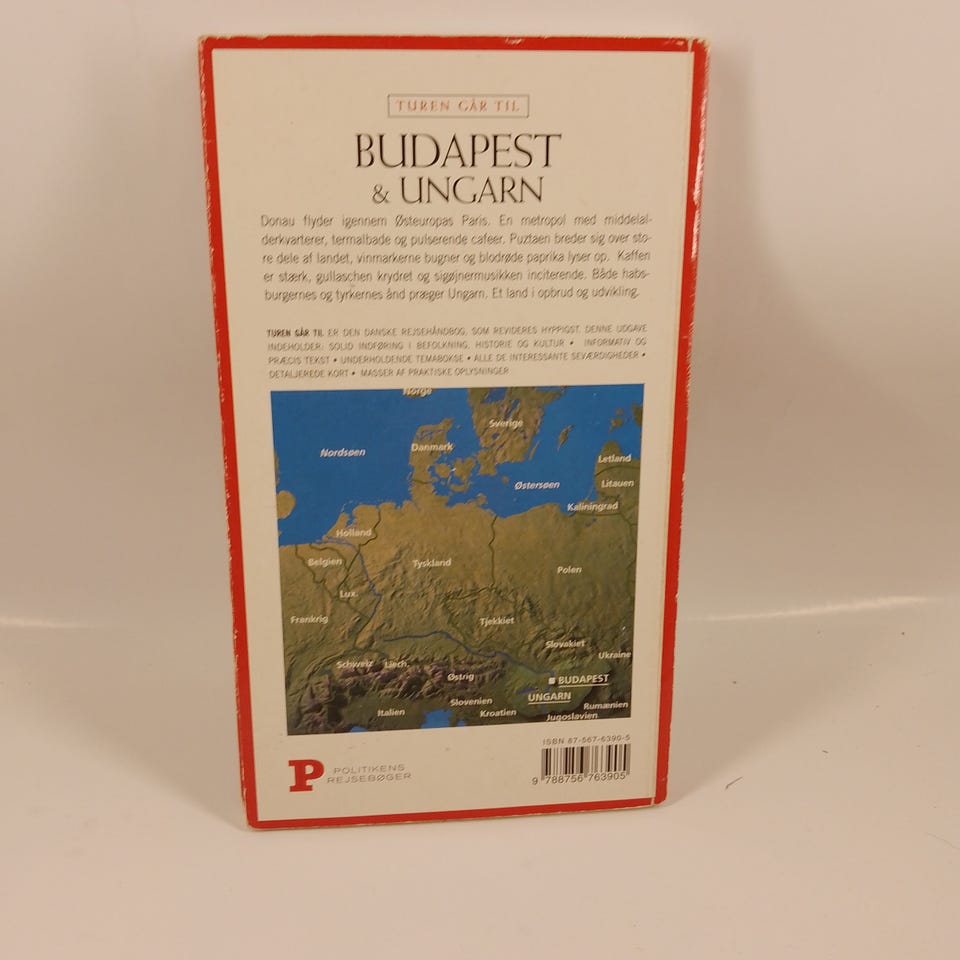 TUREN GÅR TIL
BUDAPEST
& UNGARN
Donau flyder igennem Østeuropas Paris. En metropol med middelal-
derkvarterer, termalbade og pulserende cafeer. Puztaen breder sig over sto-
re dele af landet, vinmarkerne bugner og blodrøde paprika lyser op. Kaffen
er stærk, gullaschen krydret og sigøjnermusikken inciterende. Både habs-
burgernes og tyrkernes ånd præger Ungarn. Et land i opbrud og udvikling.
TUREN GÅR TIL ER DEN DANSKE REJSEHÅNDBOG, SOM REVIDERES HYPPIGST. DENNE UDGAVE
INDEHOLDER: SOLID INDFØRING I BEFOLKNING, HISTORIE OG KULTUR • INFORMATIV OG
PRÆCIS TEKST • UNDERHOLDENDE TEMABOKSE • ALLE DE INTERESSANTE SEVÆRDIGHEDER •
DETALJEREDE KORT • MASSER AF PRAKTISKE OPLYSNINGER
Norge
Sverige
Nordsøen
Danmark
Letland
Østersøen
Litauen
Kaliningrad
Holland
Belgien
Tyskland
Polen
Lux.
Frankrig
Tjekkiet
Slovakiet
Ukraine
Schweiz
Liech.
Østrig
BUDAPEST
UNGARN
Slovenien
Rumænien
Italien
Kroatien
Jugoslavien
ISBN 87-567-6390-5
P POLITIKENS
REJSEBØGER
9 788756 763905